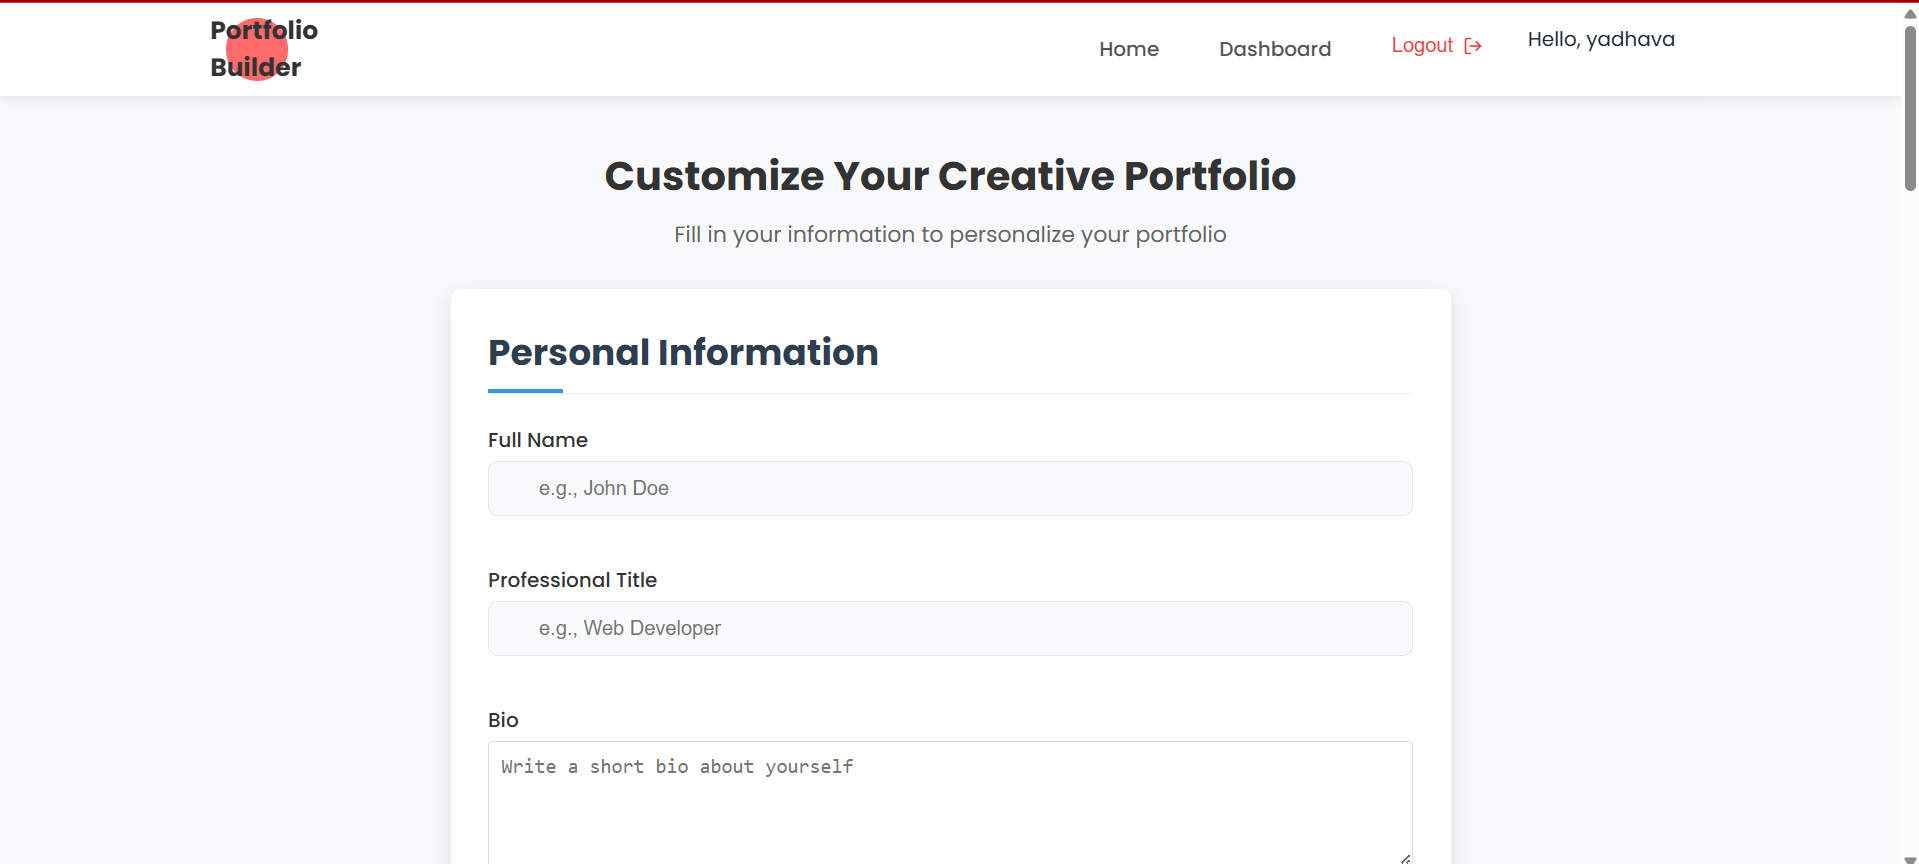 Portfolio
Builder
Home
Dashboard
Logout
Hello, yadhava
Customize Your Creative Portfolio
Fill in your information to personalize your portfolio
Personal Information
Full Name
e.g., John Doe
Professional Title
e.g., Web Developer
Bio
Write a short bio about yourself